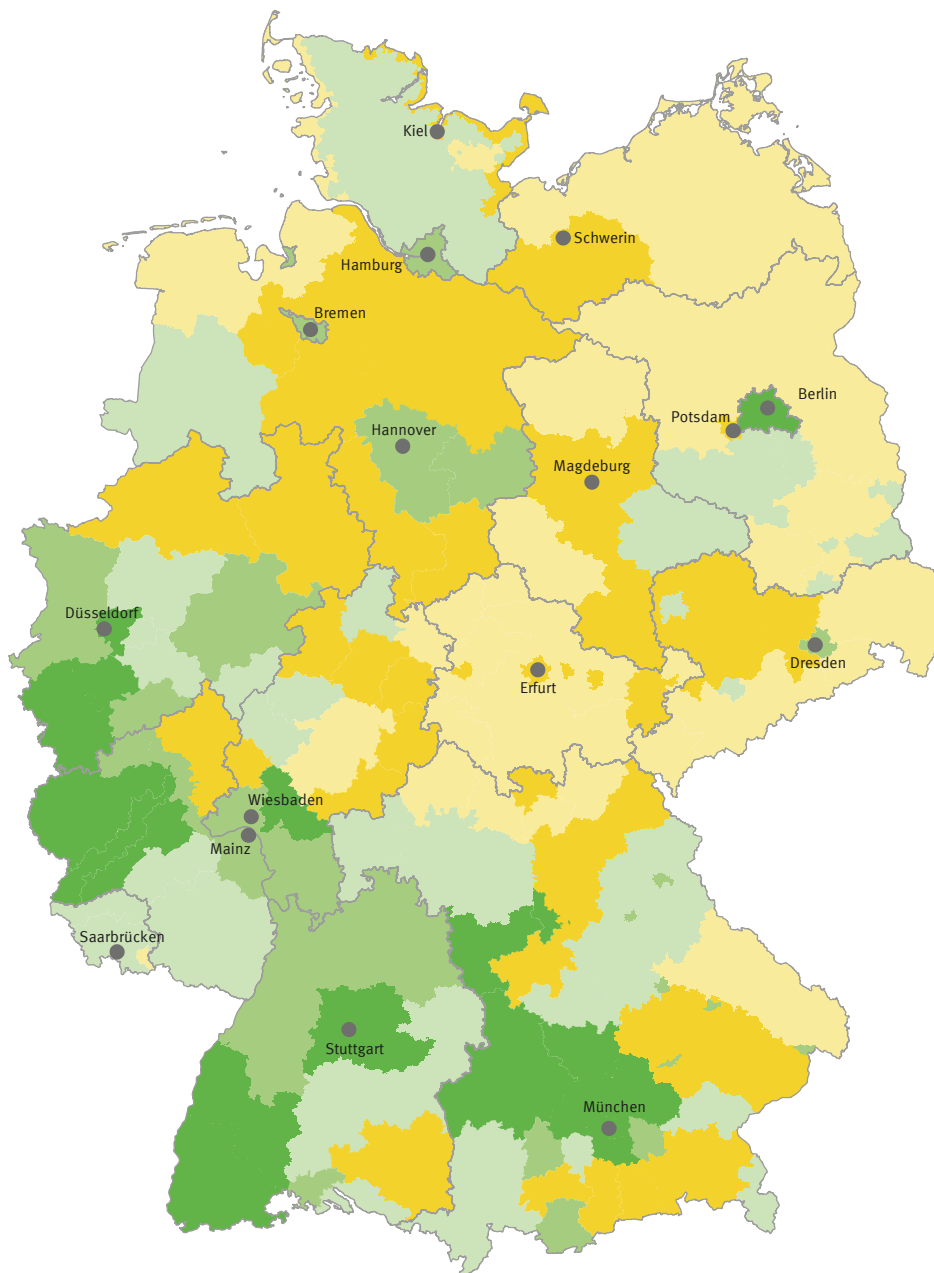 Kiel
Schwerin
Hamburg
Bremen
Berlin
Potsdam
Hannover
Magdeburg
Düsseldorf
Dresden
Erfurt
Wiesbaden
Mainz
Saarbrücken
Stuttgart
München